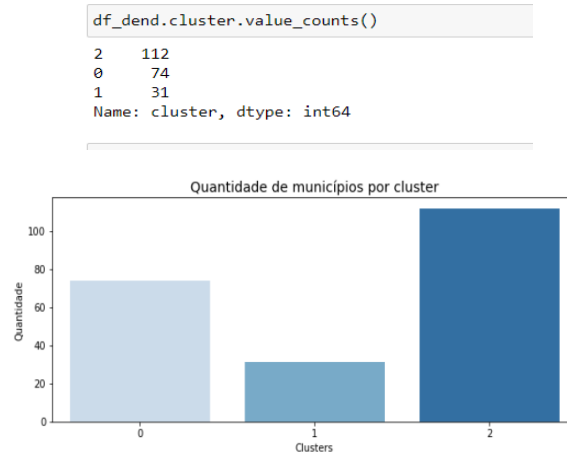 df_dend.cluster.value_counts()
2 112
0 74
1 31
Name: cluster, dtype: int64
Quantidade de municípios por cluster
100
80
60
40
20
0
Quantidade
0 1 2
Clusters